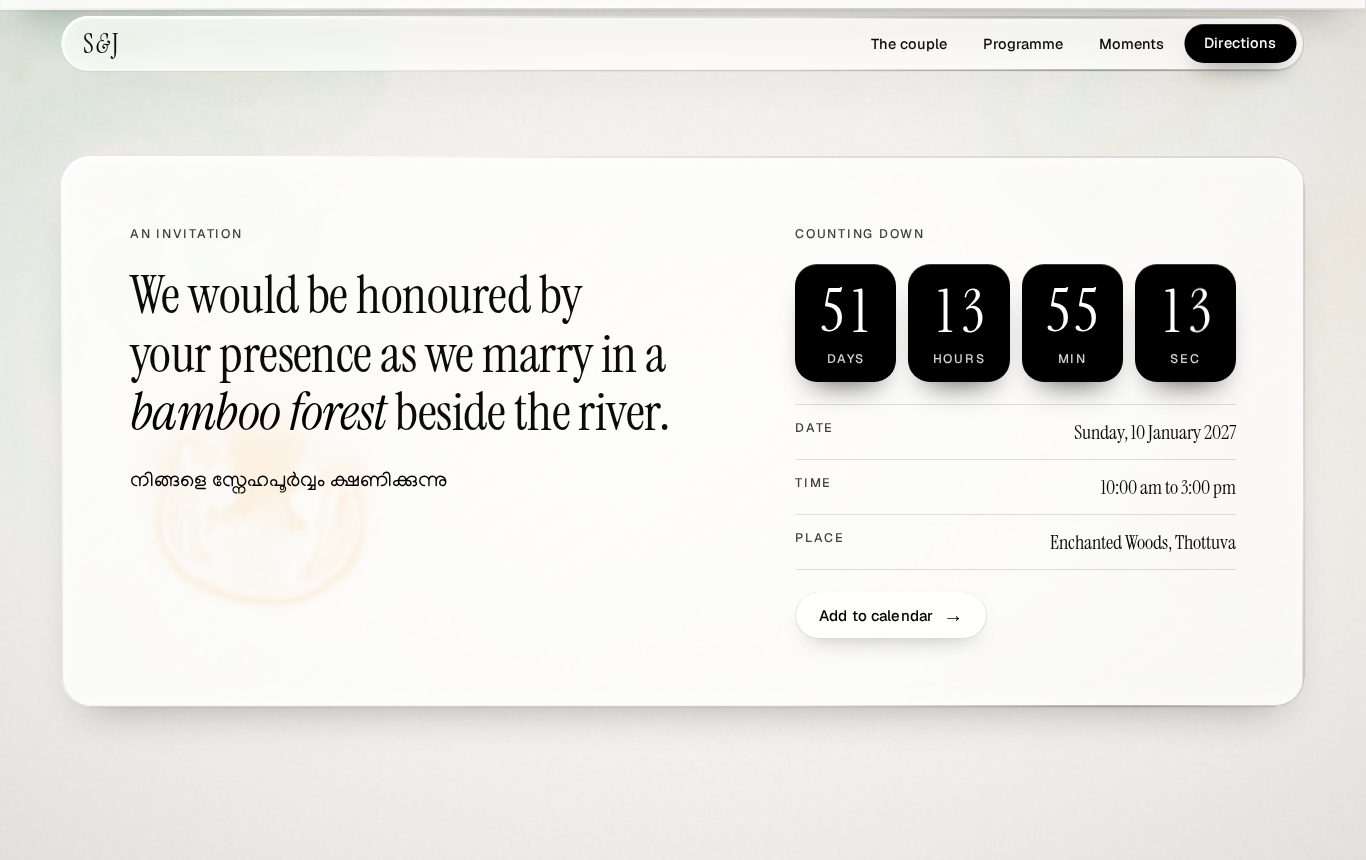 S&J
The couple
Programme
Moments
Directions
AN INVITATION
We would be honoured by
your presence as we marry in a
bamboo forest beside the river.
നിങ്ങളെ സ്നേഹപൂർവ്വം ക്ഷണിക്കുന്നു
COUNTING DOWN
51 13 55 13
DAYS HOURS MIN SEC
DATE Sunday, 10 January 2027
TIME 10:00 am to 3:00 pm
PLACE Enchanted Woods, Thottuva
Add to calendar →